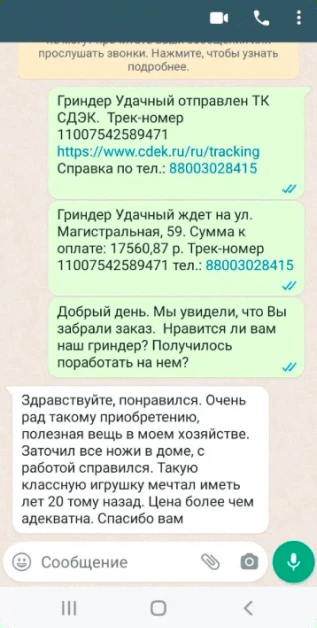 прослушать звонки. Нажмите, чтобы узнать
подробнее.
Гриндер Удачный отправлен ТК
СДЭК.  Трек-номер
11007542589471
https://www.cdek.ru/ru/tracking
Справка по тел.: 88003028415
Гриндер Удачный ждет на ул.
Магистральная, 59. Сумма к
оплате: 17560,87 р. Трек-номер
11007542589471 тел.: 88003028415
Добрый день. Мы увидели, что Вы
забрали заказ.  Нравится ли вам
наш гриндер? Получилось
поработать на нем?
Здравствуйте, понравился. Очень
рад такому приобретению,
полезная вещь в моем хозяйстве.
Заточил все ножи в доме, с
работой справился. Такую
классную игрушку мечтал иметь
лет 20 тому назад. Цена более чем
адекватна. Спасибо вам
Сообщение